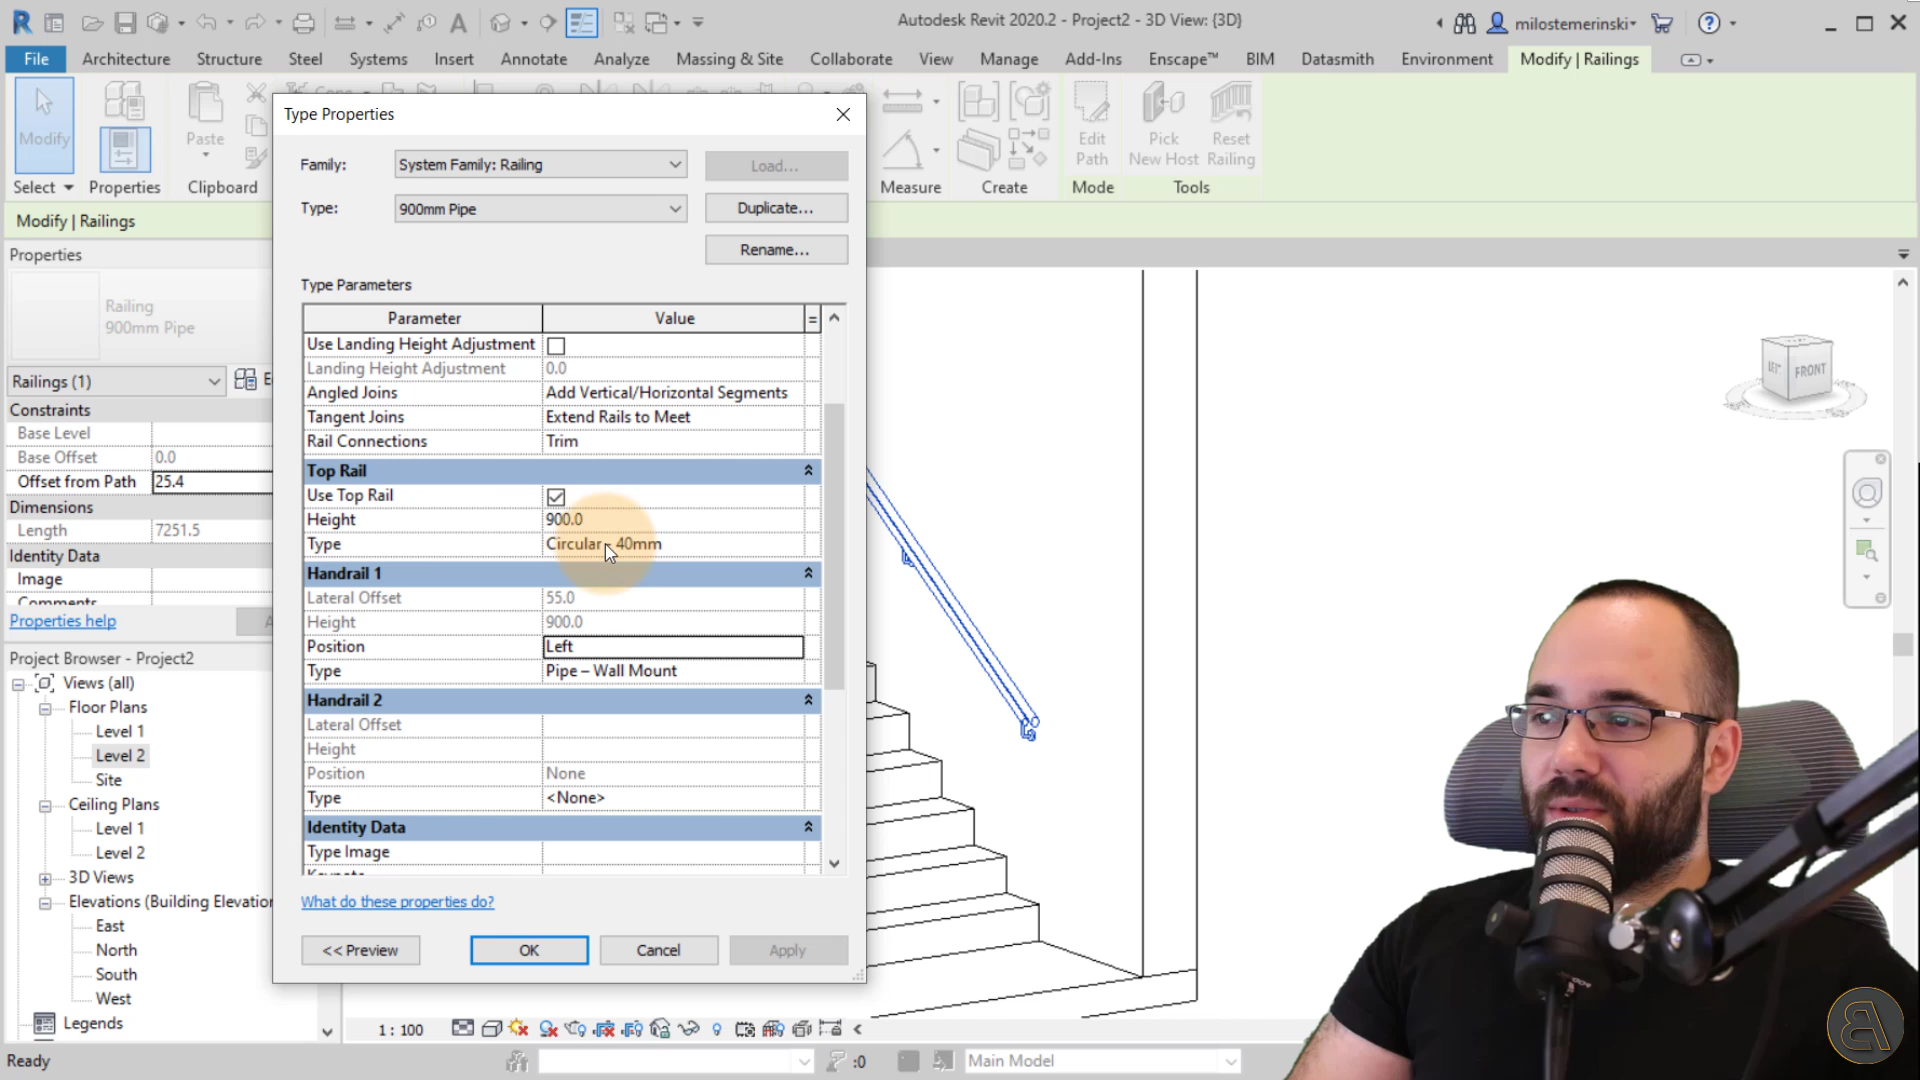 Autodesk Revit 2020.2 - Project2 - 3D View: {3D}
milostemerinski
File
Architecture
Structure
Steel
Systems
Insert
Annotate
Analyze
Massing & Site
Collaborate
View
Manage
Add-Ins
Enscape™
BIM
Datasmith
Environment
Modify | Railings
Modify
Paste
Edit
Path
Pick
New Host
Reset
Railing
Select
Properties
Clipboard
Measure
Create
Mode
Tools
Modify | Railings
Properties
Railing
900mm Pipe
Railings (1)
Constraints
Base Level
Base Offset 0.0
Offset from Path 25.4
Dimensions
Length 7251.5
Identity Data
Image
Comments
Properties help
Project Browser - Project2
Views (all)
Floor Plans
Level 1
Level 2
Site
Ceiling Plans
Level 1
Level 2
3D Views
Elevations (Building Elevation
East
North
South
West
Legends
Type Properties
Family: System Family: Railing Load...
Type: 900mm Pipe Duplicate...
Rename...
Type Parameters
Parameter Value =
Use Landing Height Adjustment
Landing Height Adjustment 0.0
Angled Joins Add Vertical/Horizontal Segments
Tangent Joins Extend Rails to Meet
Rail Connections Trim
Top Rail
Use Top Rail
Height 900.0
Type Circular - 40mm
Handrail 1
Lateral Offset 55.0
Height 900.0
Position Left
Type Pipe – Wall Mount
Handrail 2
Lateral Offset
Height
Position None
Type <None>
Identity Data
Type Image
What do these properties do?
<< Preview OK Cancel Apply
LEFT FRONT
1 : 100
Ready
:0
Main Model